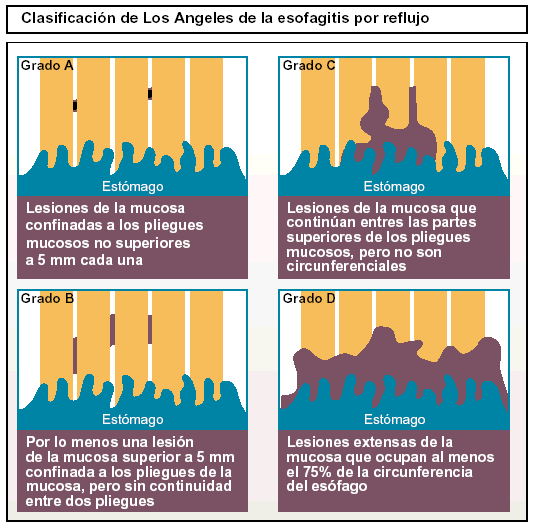 Clasificación de Los Angeles de la esofagitis por reflujo
Grado A
Estómago
Lesiones de la mucosa
confinadas a los pliegues
mucosos no superiores
a 5 mm cada una
Grado C
Estómago
Lesiones de la mucosa que
continúan entres las partes
superiores de los pliegues
mucosos, pero no son
circunferenciales
Grado B
Estómago
Por lo menos una lesión
de la mucosa superior a 5 mm
confinada a los pliegues de la
mucosa, pero sin continuidad
entre dos pliegues
Grado D
Estómago
Lesiones extensas de la
mucosa que ocupan al menos
el 75% de la circunferencia
del esófago